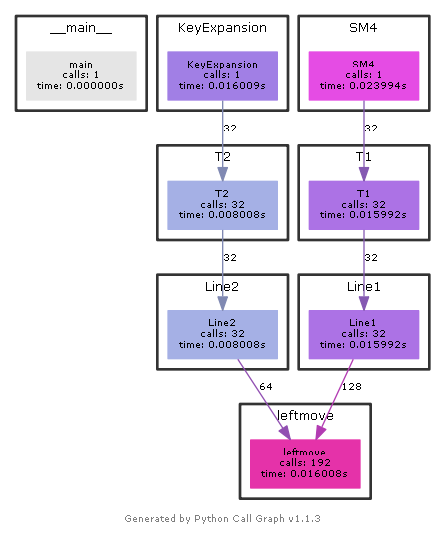 __main__
KeyExpansion
SM4
main
calls: 1
time: 0.000000s
KeyExpansion
calls: 1
time: 0.016009s
SM4
calls: 1
time: 0.023994s
32
32
T2
T1
T2
calls: 32
time: 0.008008s
T1
calls: 32
time: 0.015992s
32
32
Line2
Line1
Line2
calls: 32
time: 0.008008s
Line1
calls: 32
time: 0.015992s
64
128
leftmove
leftmove
calls: 192
time: 0.016008s
Generated by Python Call Graph v1.1.3